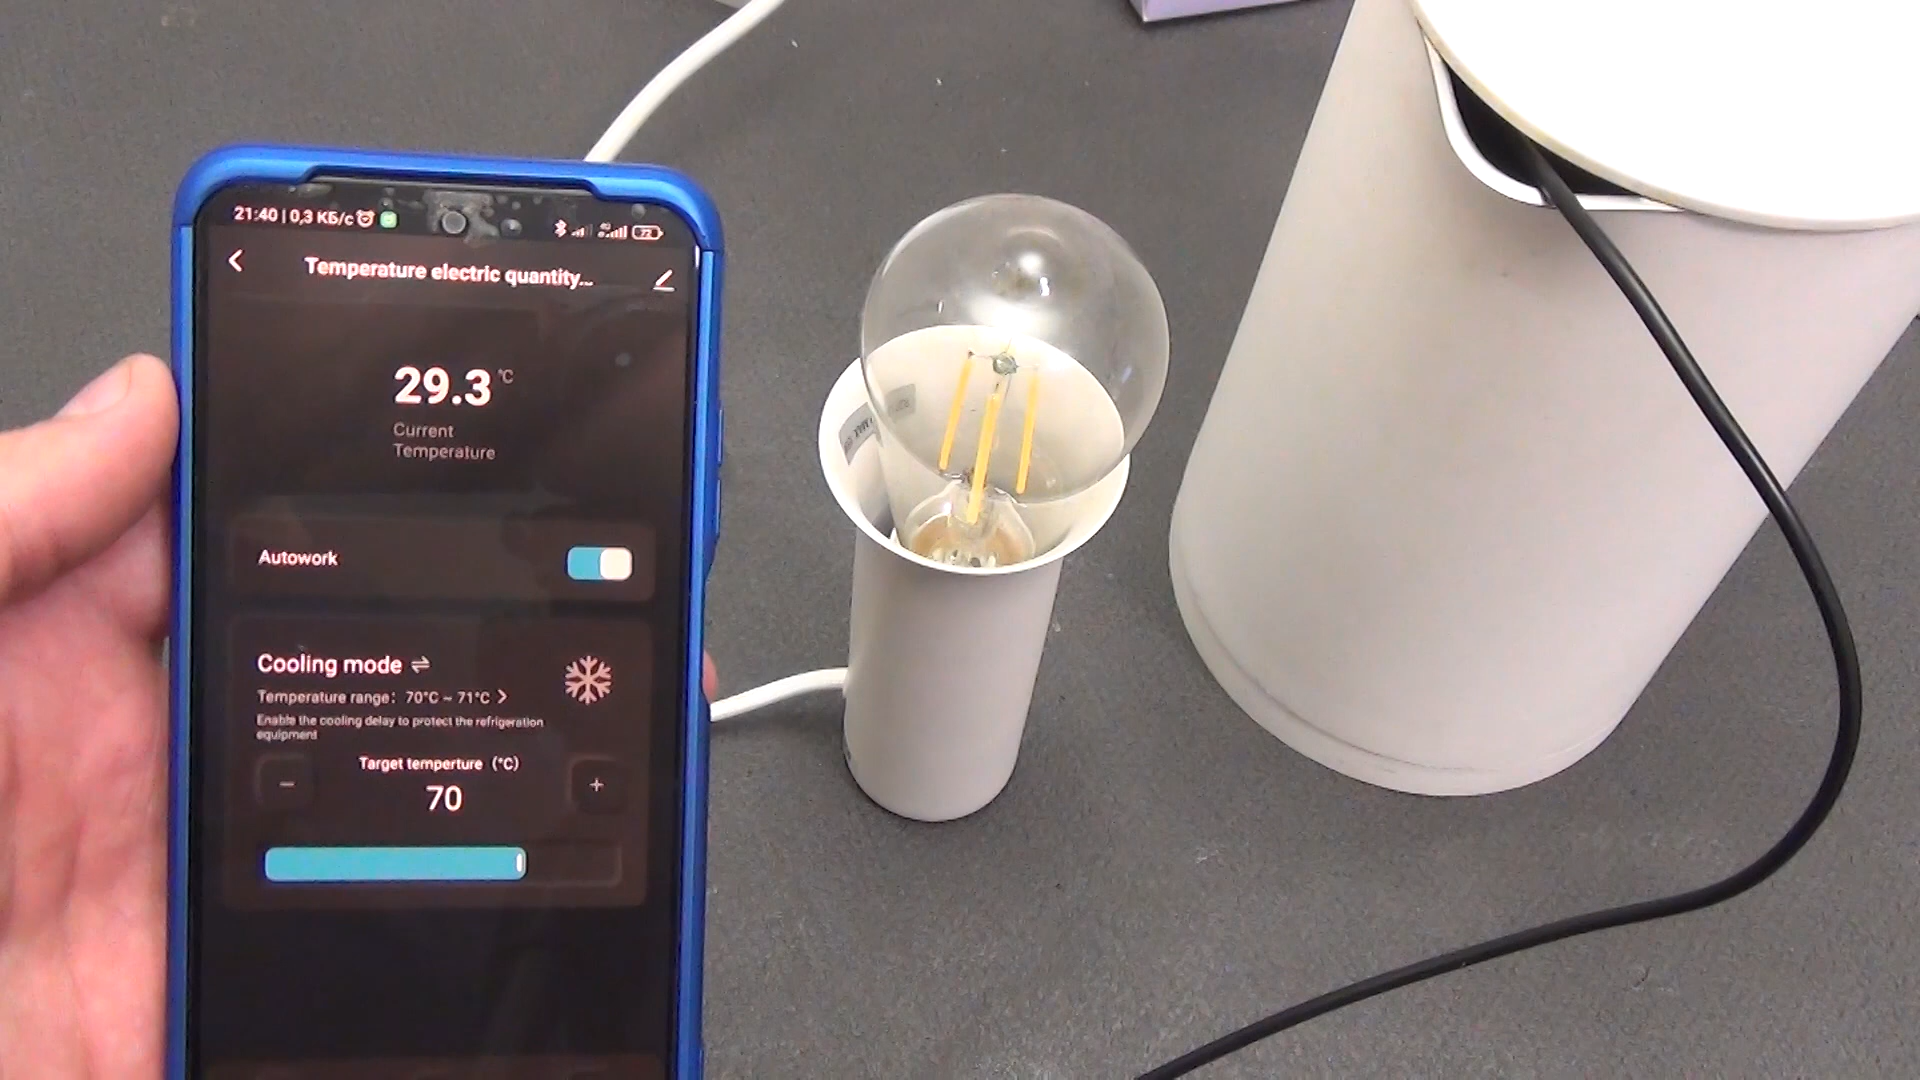 21:40 | 0,3 КБ/с
72
Temperature electric quantity...
29.3 °C
Current
Temperature
Autowork
Cooling mode ⇌
Temperature range: 70°C ~ 71°C >
Enable the cooling delay to protect the refrigeration
equipment
Target temperture (°C)
− 70 +